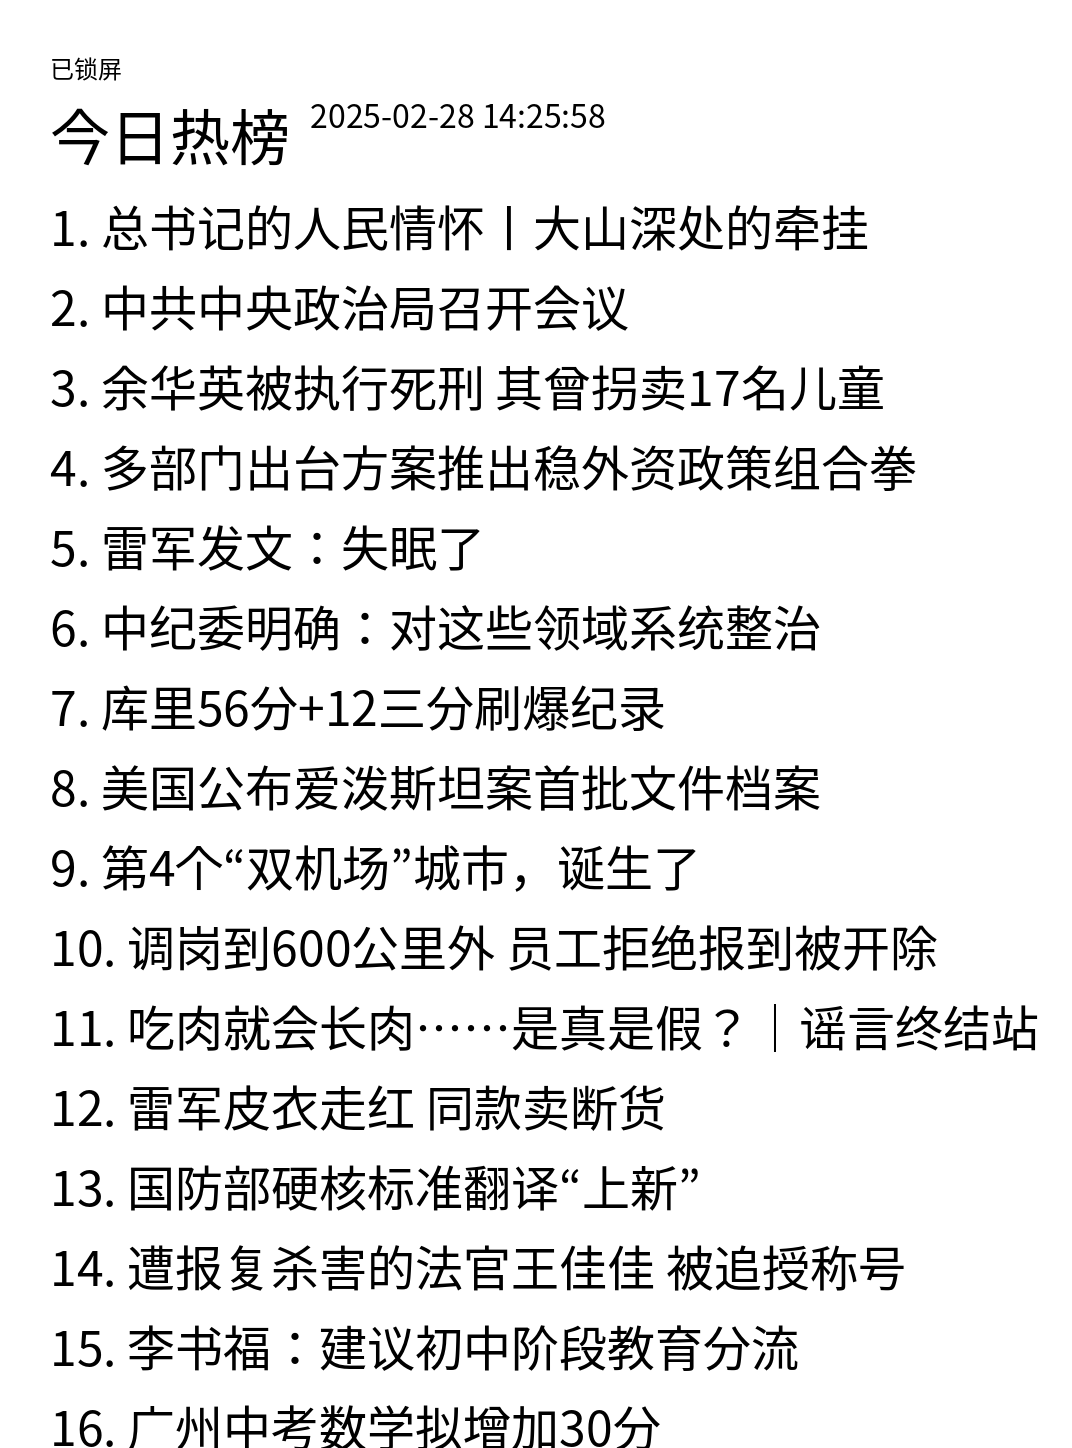 已锁屏
今日热榜 2025-02-28 14:25:58
1. 总书记的人民情怀丨大山深处的牵挂
2. 中共中央政治局召开会议
3. 余华英被执行死刑 其曾拐卖17名儿童
4. 多部门出台方案推出稳外资政策组合拳
5. 雷军发文：失眠了
6. 中纪委明确：对这些领域系统整治
7. 库里56分+12三分刷爆纪录
8. 美国公布爱泼斯坦案首批文件档案
9. 第4个“双机场”城市，诞生了
10. 调岗到600公里外 员工拒绝报到被开除
11. 吃肉就会长肉……是真是假？｜谣言终结站
12. 雷军皮衣走红 同款卖断货
13. 国防部硬核标准翻译“上新”
14. 遭报复杀害的法官王佳佳 被追授称号
15. 李书福：建议初中阶段教育分流
16. 广州中考数学拟增加30分